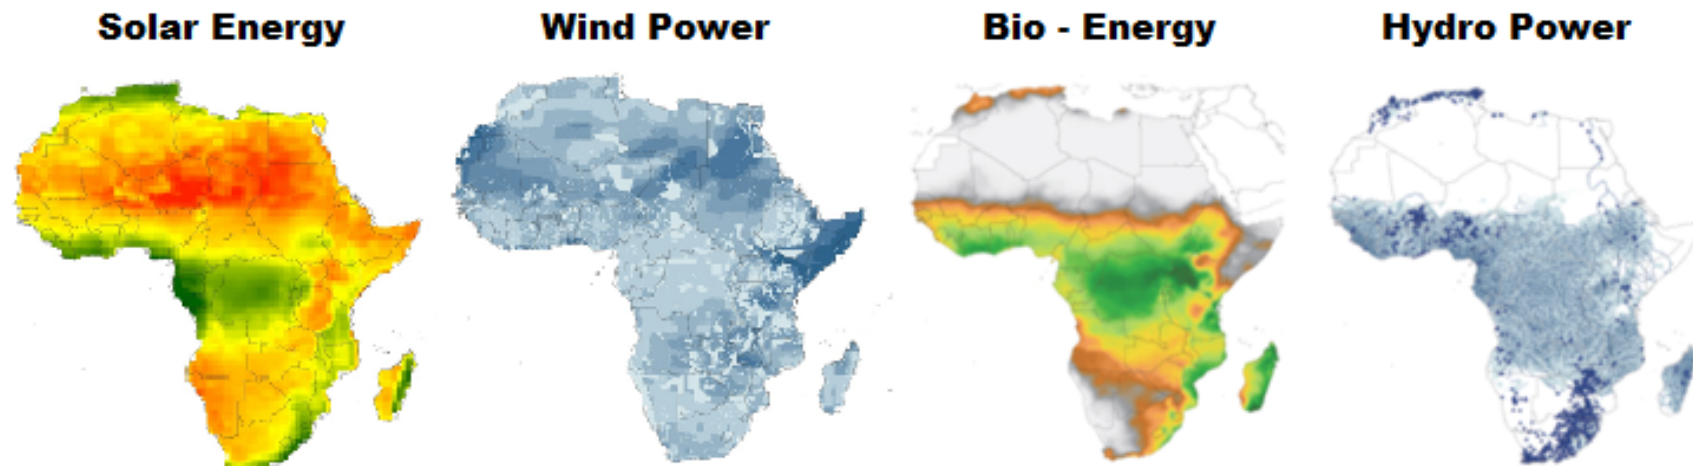 Solar Energy
Wind Power
Bio - Energy
Hydro Power